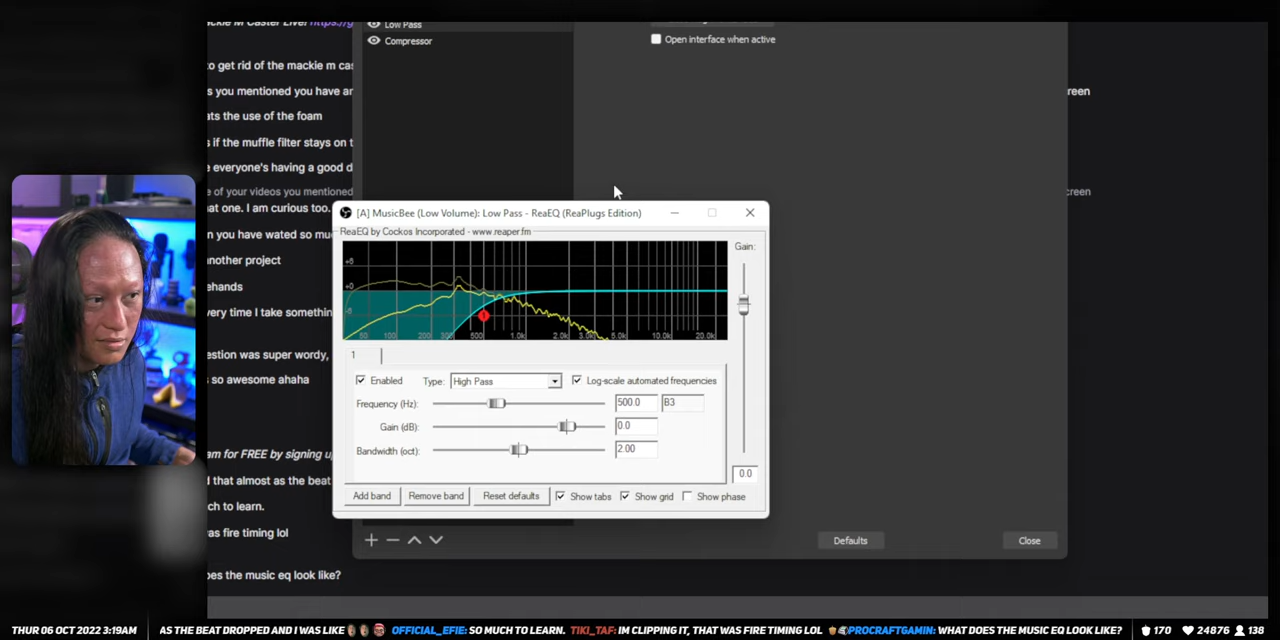 ckie M Caster Live! https://g
Low Pass
Compressor
Open interface when active
to get rid of the mackie m cas
s you mentioned you have ar
reen
ats the use of the foam
s if the muffle filter stays on t
e everyone's having a good d
e of your videos you mentioned
creen
at one. I am curious too.
n you have wated so mu
another project
ehands
very time I take somethin
estion was super wordy,
s so awesome ahaha
am for FREE by signing u
d that almost as the beat
ch to learn.
as fire timing lol
oes the music eq look like?
[A] MusicBee (Low Volume): Low Pass - ReaEQ (ReaPlugs Edition)
ReaEQ by Cockos Incorporated - www.reaper.fm
Gain:
+6
+0
-6
50 100 200 300 500 1.0k 2.0k 3.0k 5.0k 10.0k 20.0k
1
Enabled Type: High Pass Log-scale automated frequencies
Frequency (Hz): 500.0 B3
Gain (dB): 0.0
Bandwidth (oct): 2.00
0.0
Add band Remove band Reset defaults Show tabs Show grid Show phase
Defaults Close
THUR 06 OCT 2022 3:19AM AS THE BEAT DROPPED AND I WAS LIKE OFFICIAL_EFIE: SO MUCH TO LEARN. TIKI_TAF: IM CLIPPING IT, THAT WAS FIRE TIMING LOL PROCRAFTGAMIN: WHAT DOES THE MUSIC EQ LOOK LIKE? 170 24876 138